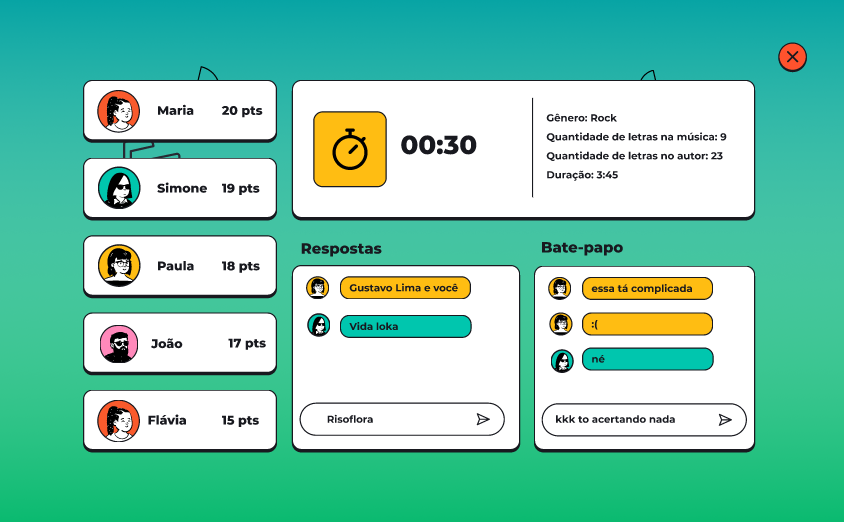 Maria 20 pts
Simone 19 pts
Paula 18 pts
João 17 pts
Flávia 15 pts
00:30
Gênero: Rock
Quantidade de letras na música: 9
Quantidade de letras no autor: 23
Duração: 3:45
Respostas
Gustavo Lima e você
Vida loka
Risoflora
Bate-papo
essa tá complicada
:(
né
kkk to acertando nada